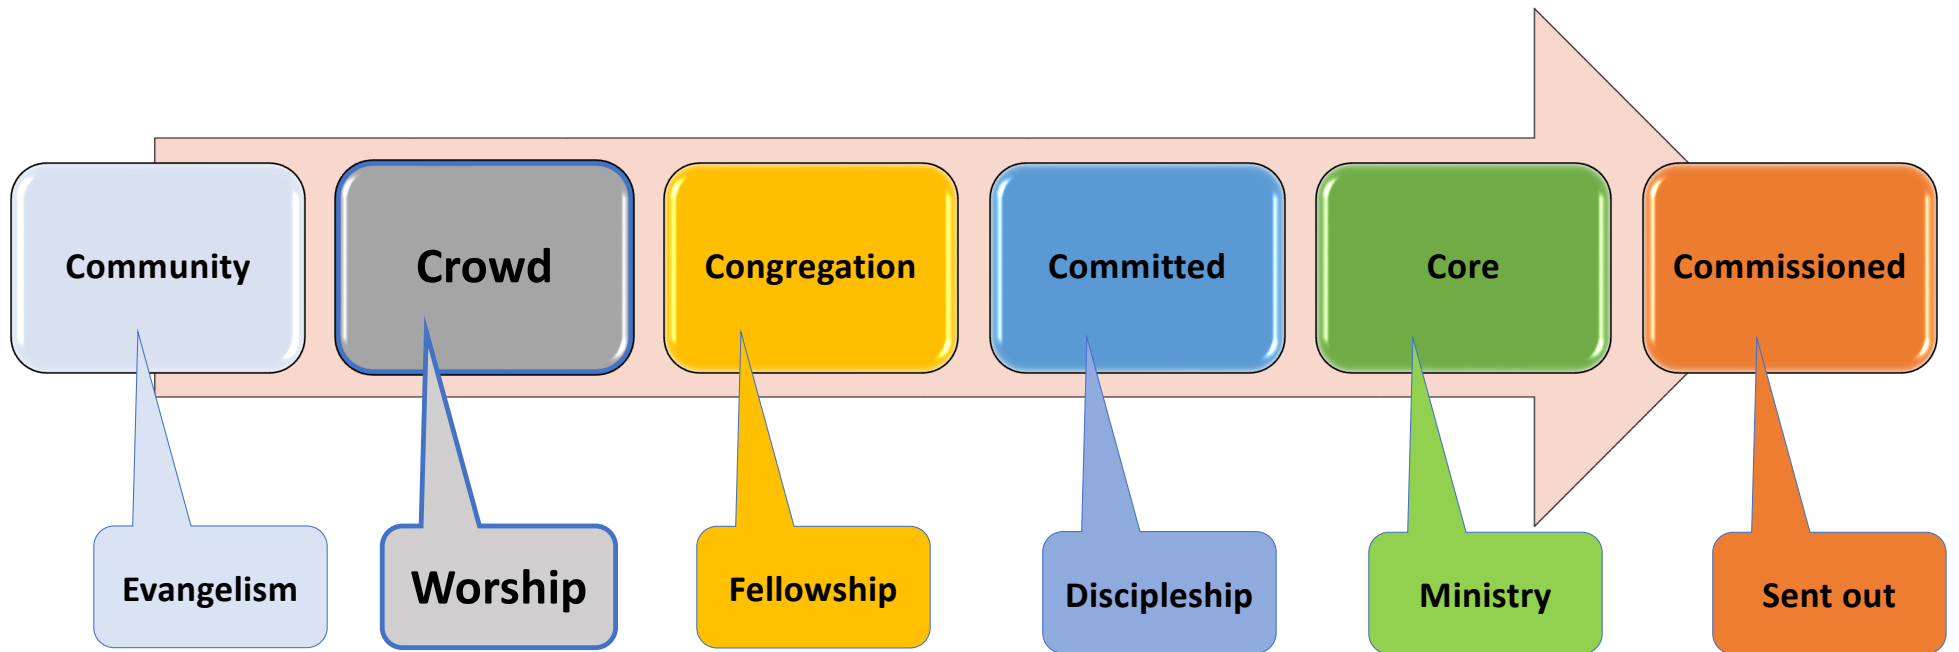 Community
Crowd
Congregation
Committed
Core
Commissioned
Evangelism
Worship
Fellowship
Discipleship
Ministry
Sent out